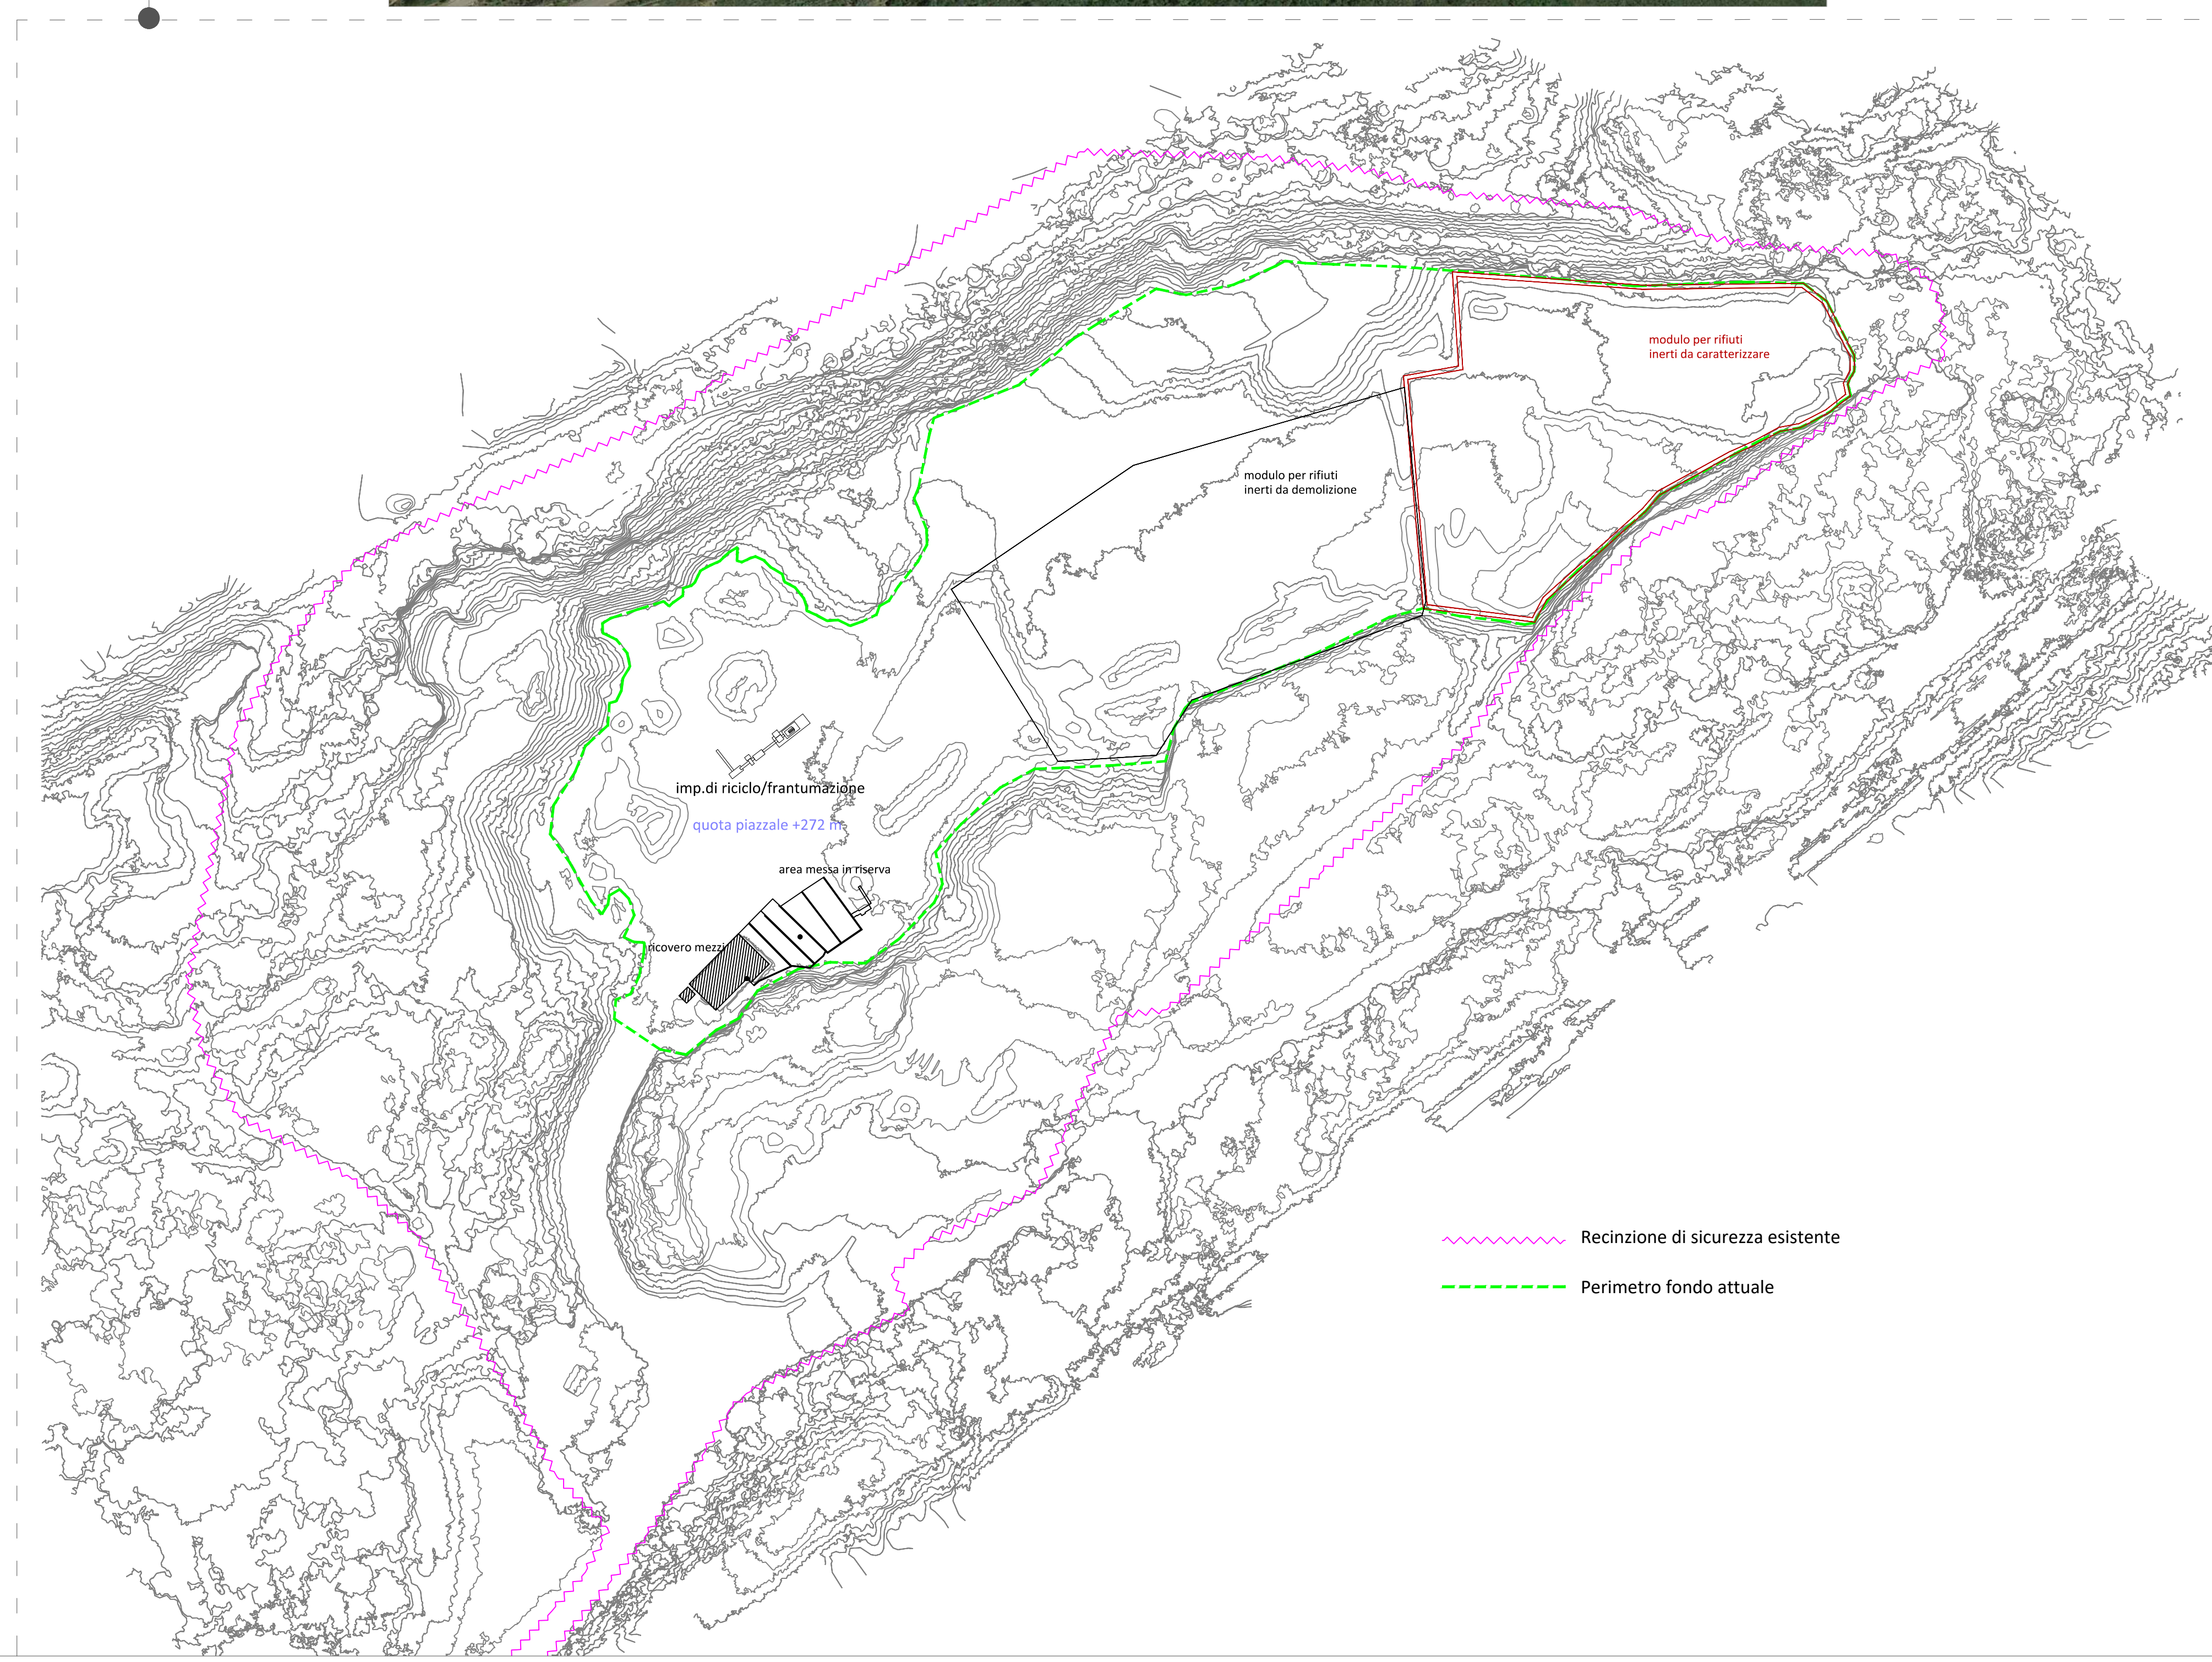 modulo per rifiuti
inerti da caratterizzare
modulo per rifiuti
inerti da demolizione
imp.di riciclo/frantumazione
quota piazzale +272 m
area messa in riserva
ricovero mezzi
Recinzione di sicurezza esistente
Perimetro fondo attuale